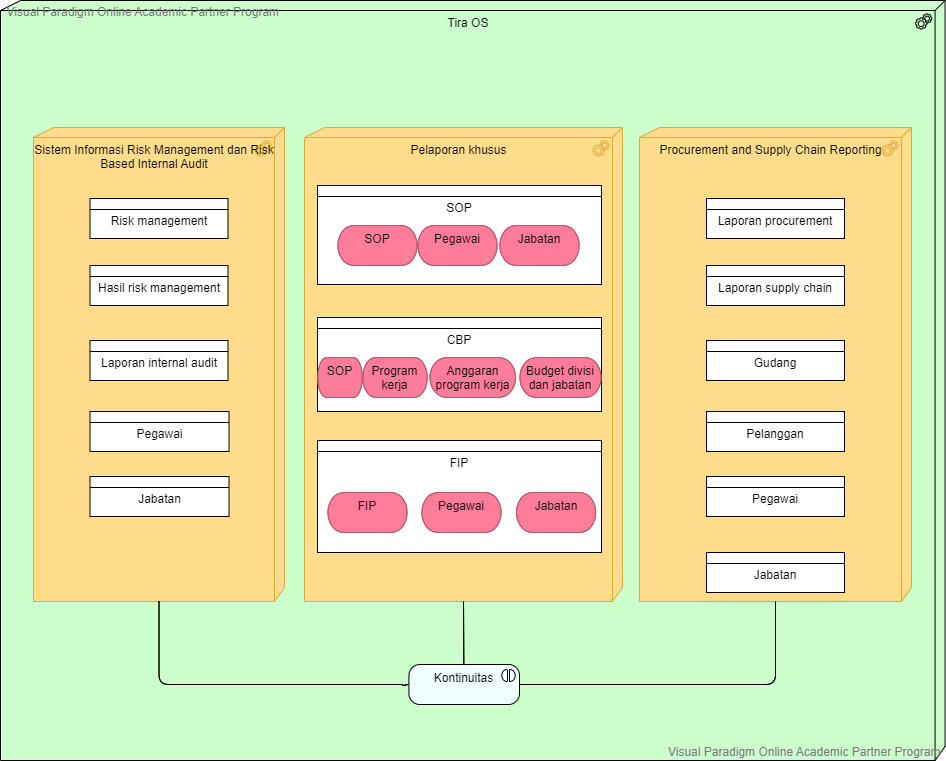 Visual Paradigm Online Academic Partner Program
Tira OS
Sistem Informasi Risk Management dan Risk
Based Internal Audit
Risk management
Hasil risk management
Laporan internal audit
Pegawai
Jabatan
Pelaporan khusus
SOP
SOP
Pegawai
Jabatan
CBP
SOP
Program
kerja
Anggaran
program kerja
Budget divisi
dan jabatan
FIP
FIP
Pegawai
Jabatan
Procurement and Supply Chain Reporting
Laporan procurement
Laporan supply chain
Gudang
Pelanggan
Pegawai
Jabatan
Kontinuitas
Visual Paradigm Online Academic Partner Program